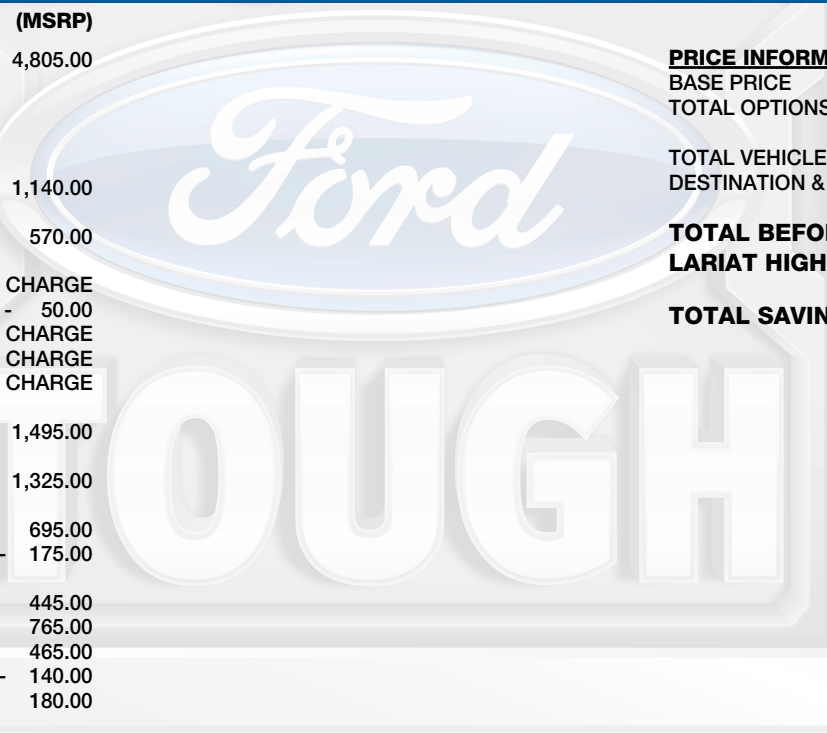 (MSRP)
4,805.00
1,140.00
570.00
CHARGE
- 50.00
CHARGE
CHARGE
CHARGE
1,495.00
1,325.00
695.00
- 175.00
445.00
765.00
465.00
- 140.00
180.00
PRICE INFORM
BASE PRICE
TOTAL OPTIONS
TOTAL VEHICLE
DESTINATION &
TOTAL BEFO
LARIAT HIGH
TOTAL SAVIN
Ford
TOUGH